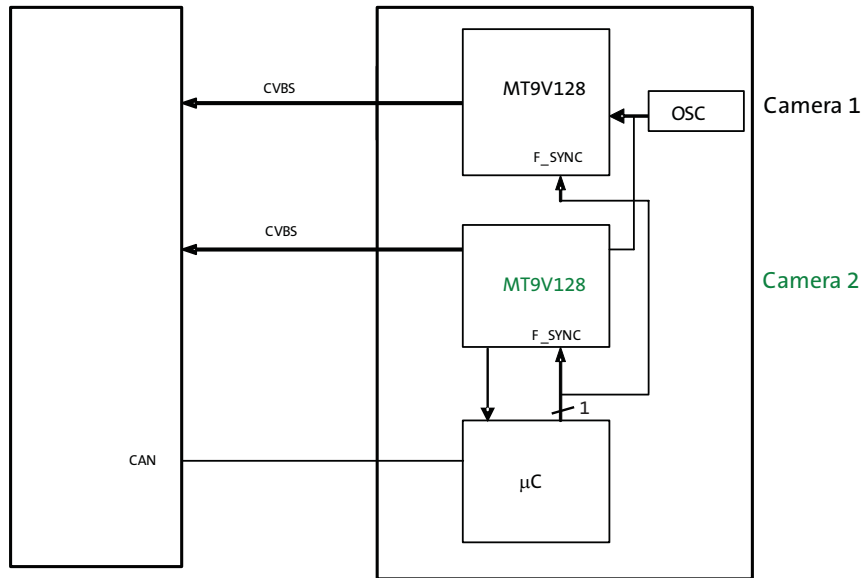 CVBS
MT9V128
OSC
Camera 1
F_SYNC
CVBS
MT9V128
Camera 2
F_SYNC
1
CAN
µC